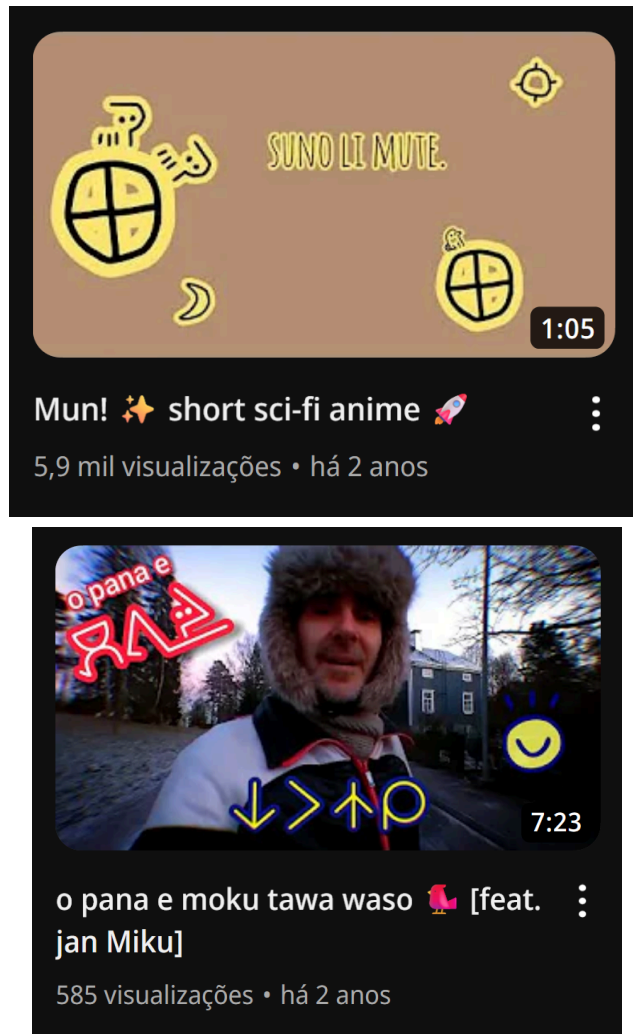 SUNO LI MUTE.
1:05
Mun! ✨ short sci-fi anime 🚀
5,9 mil visualizações • há 2 anos
o pana e
7:23
o pana e moku tawa waso 🐦 [feat.
jan Miku]
585 visualizações • há 2 anos